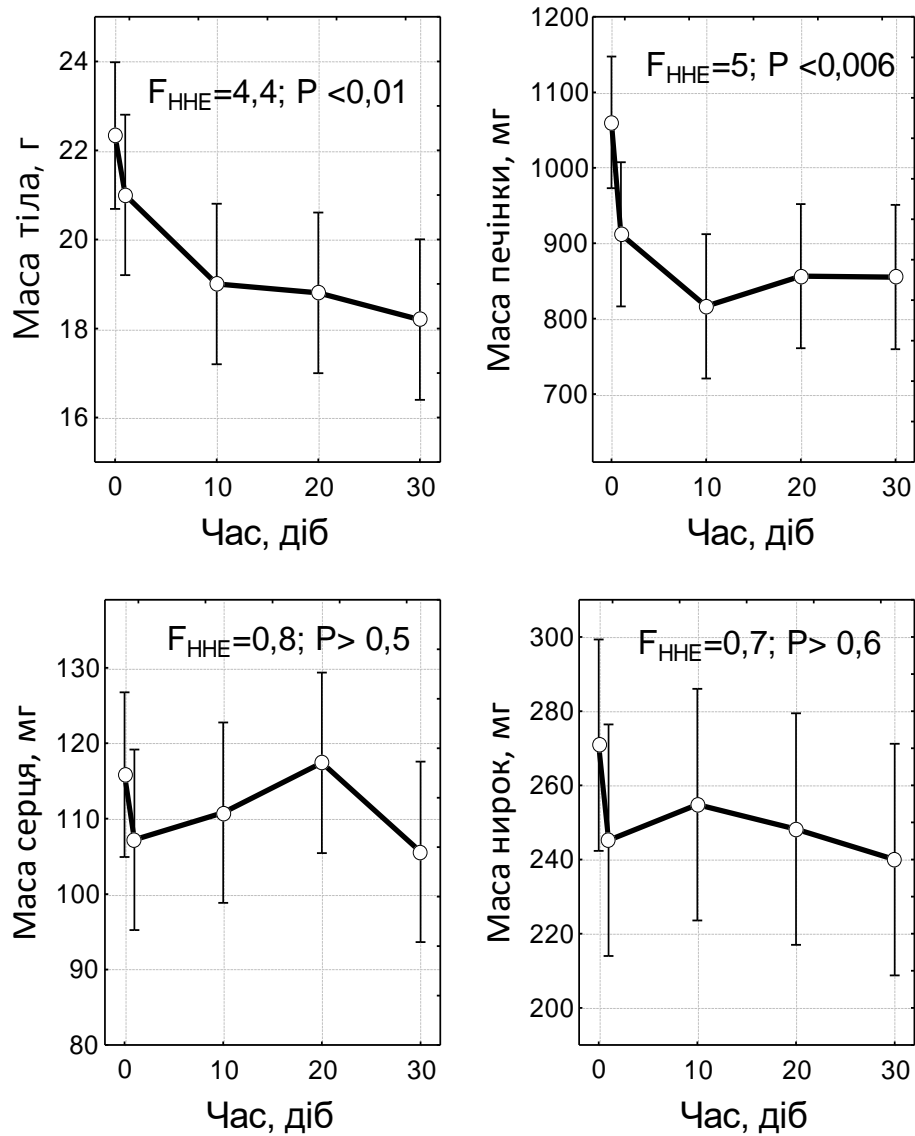 F_HHE=4,4; P <0,01
Маса тіла, г
24
22
20
18
16
0 10 20 30
Час, діб
F_HHE=5; P <0,006
Маса печінки, мг
1200
1100
1000
900
800
700
600
0 10 20 30
Час, діб
F_HHE=0,8; P> 0,5
Маса серця, мг
130
120
110
100
90
80
0 10 20 30
Час, діб
F_HHE=0,7; P> 0,6
Маса нирок, мг
300
280
260
240
220
200
0 10 20 30
Час, діб